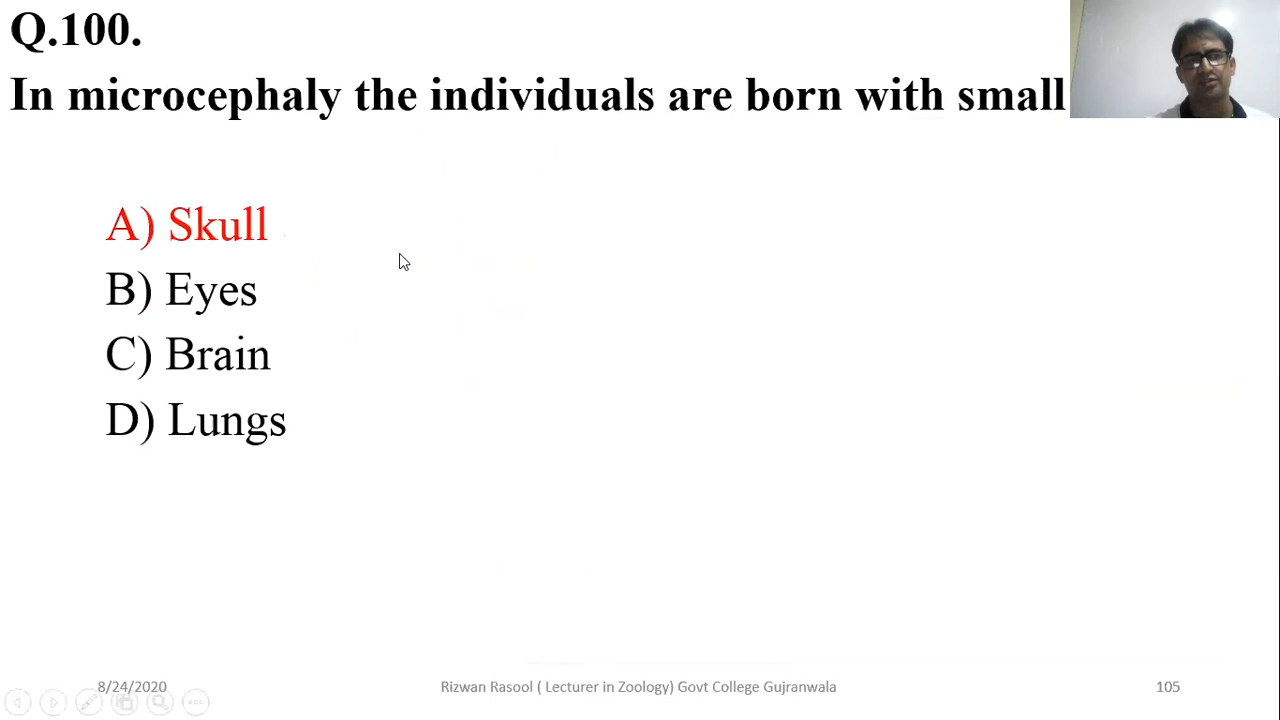 Q.100.
In microcephaly the individuals are born with small
A) Skull
B) Eyes
C) Brain
D) Lungs
8/24/2020
Rizwan Rasool ( Lecturer in Zoology) Govt College Gujranwala
105